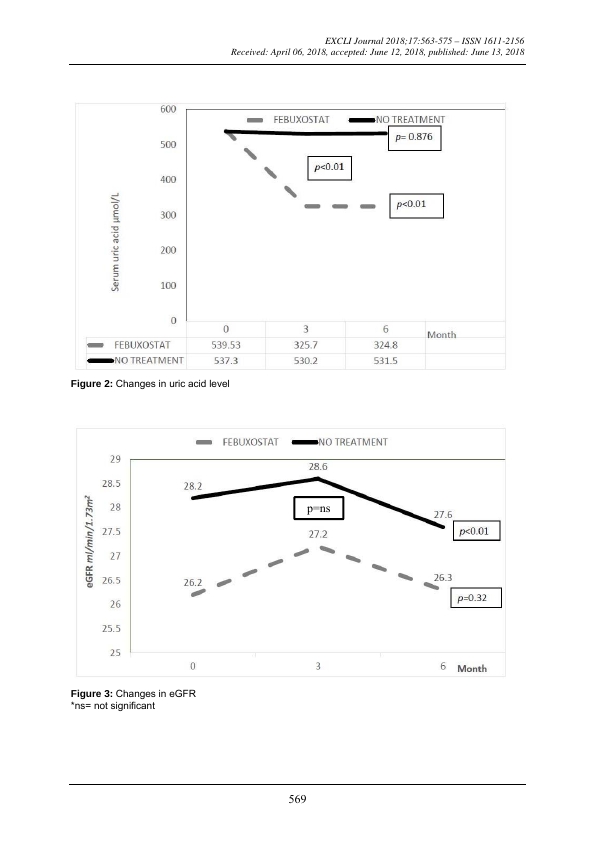 EXCLI Journal 2018;17:563-575 – ISSN 1611-2156
Received: April 06, 2018, accepted: June 12, 2018, published: June 13, 2018
Serum uric acid µmol/L
600
500
400
300
200
100
0
FEBUXOSTAT NO TREATMENT
p= 0.876
p<0.01
p<0.01
0 3 6 Month
FEBUXOSTAT 539.53 325.7 324.8
NO TREATMENT 537.3 530.2 531.5
Figure 2: Changes in uric acid level
FEBUXOSTAT NO TREATMENT
eGFR ml/min/1.73m²
29
28.5
28
27.5
27
26.5
26
25.5
25
28.2
28.6
27.6
p=ns
p<0.01
26.2
27.2
26.3
p=0.32
0 3 6 Month
Figure 3: Changes in eGFR
*ns= not significant
569